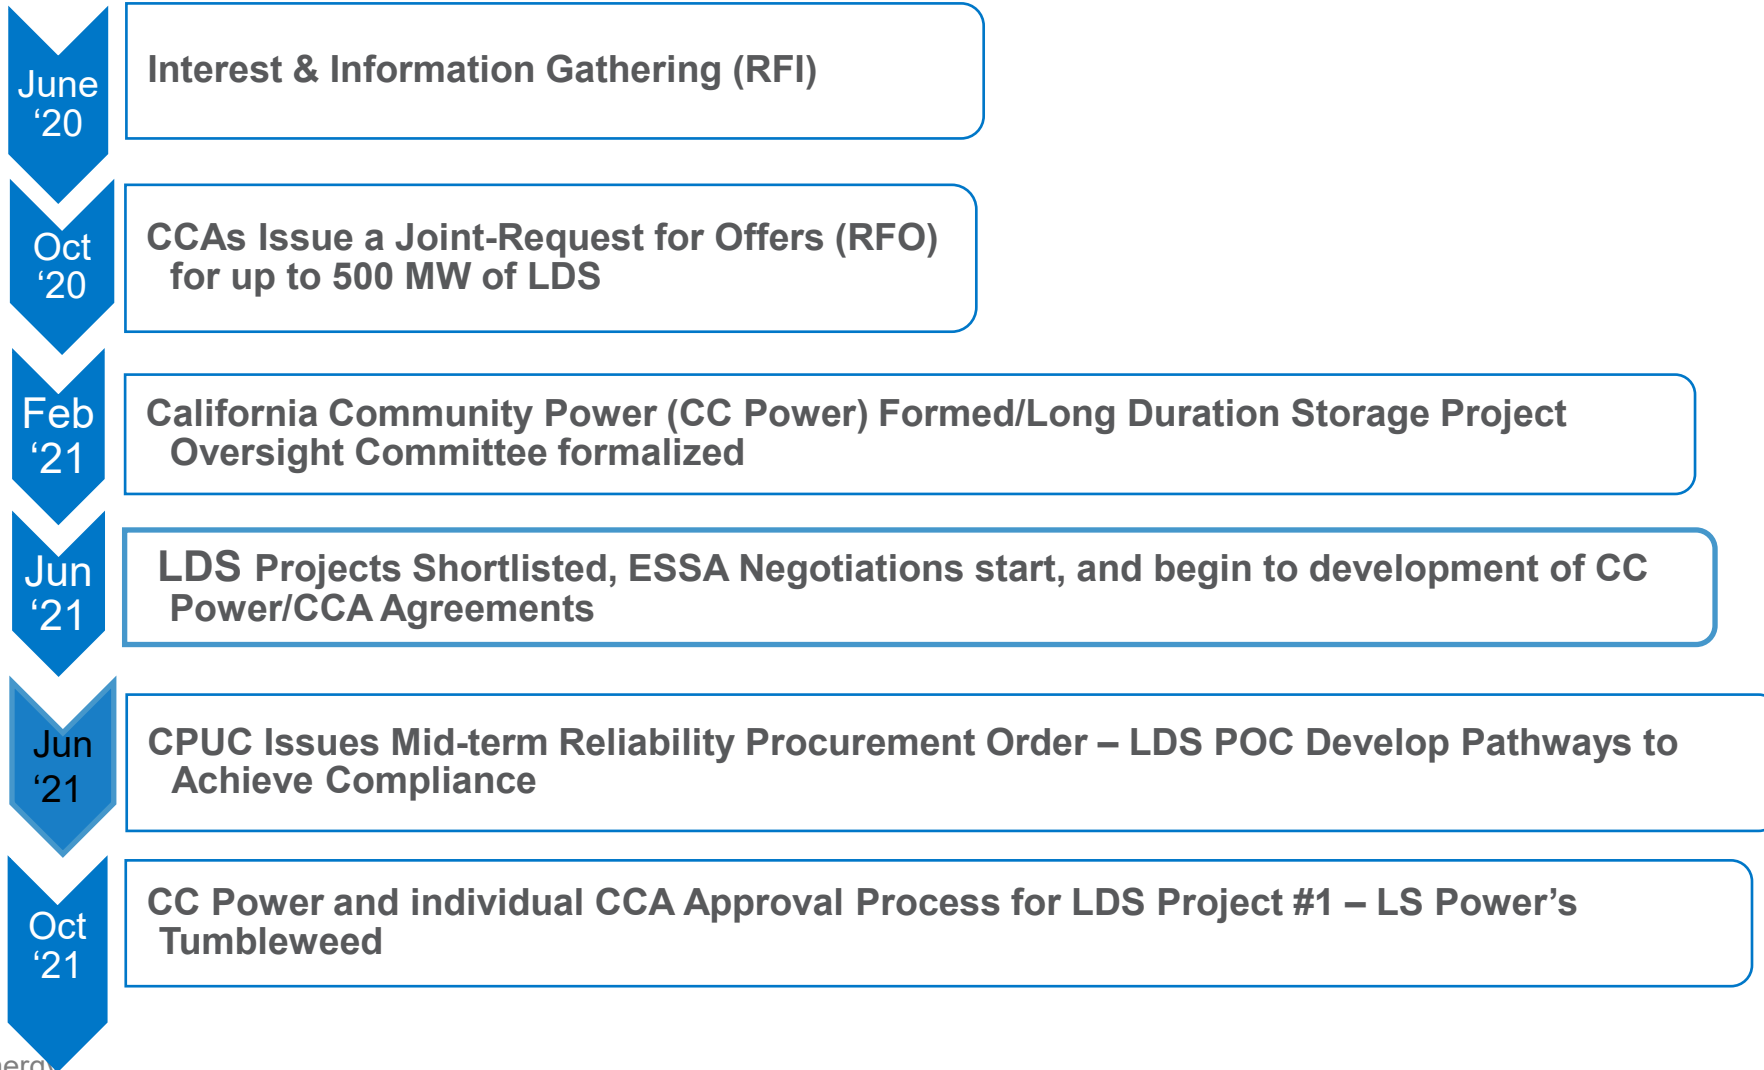 June
‘20
Interest & Information Gathering (RFI)
Oct
‘20
CCAs Issue a Joint-Request for Offers (RFO)
for up to 500 MW of LDS
Feb
‘21
California Community Power (CC Power) Formed/Long Duration Storage Project
Oversight Committee formalized
Jun
‘21
LDS Projects Shortlisted, ESSA Negotiations start, and begin to development of CC
Power/CCA Agreements
Jun
‘21
CPUC Issues Mid-term Reliability Procurement Order – LDS POC Develop Pathways to
Achieve Compliance
Oct
‘21
CC Power and individual CCA Approval Process for LDS Project #1 – LS Power’s
Tumbleweed